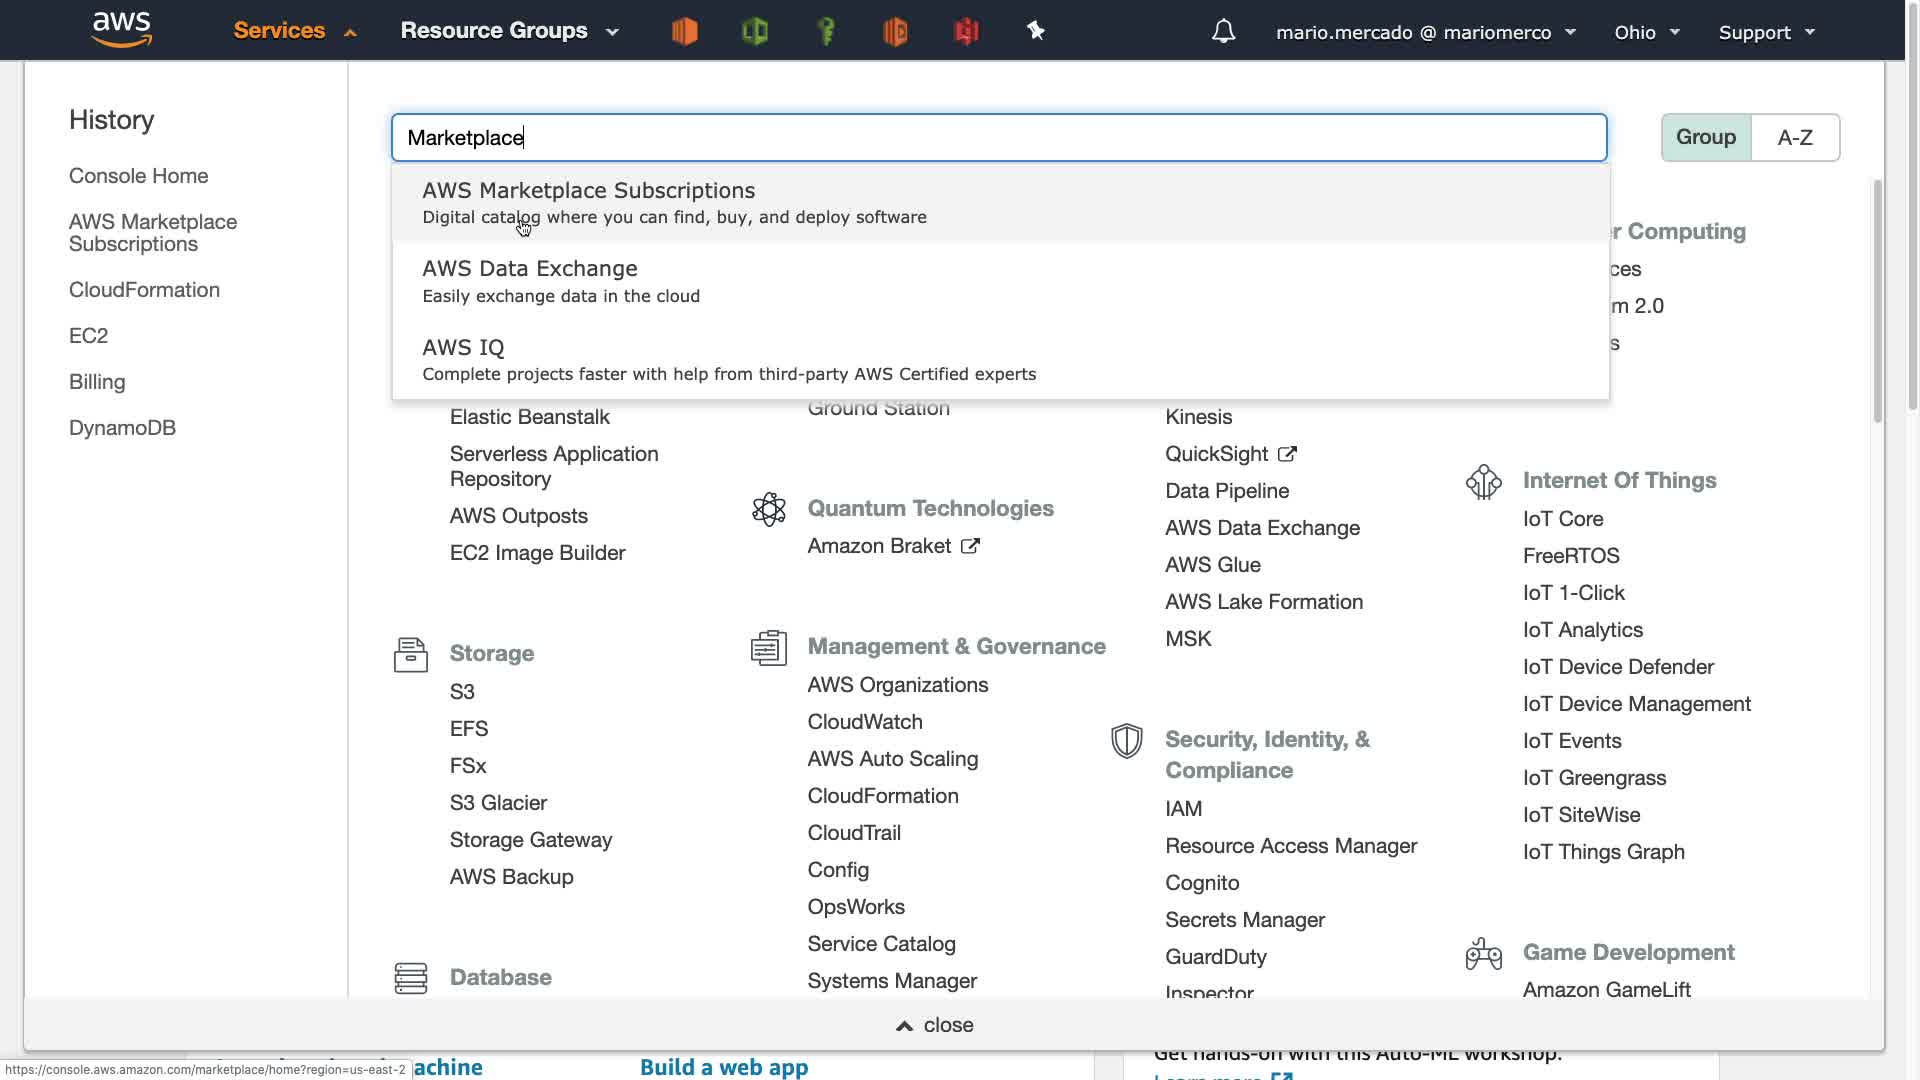 aws
Services
Resource Groups
mario.mercado @ mariomerco
Ohio
Support
History
Console Home
AWS Marketplace
Subscriptions
CloudFormation
EC2
Billing
DynamoDB
Marketplace
Group
A-Z
AWS Marketplace Subscriptions
Digital catalog where you can find, buy, and deploy software
AWS Data Exchange
Easily exchange data in the cloud
AWS IQ
Complete projects faster with help from third-party AWS Certified experts
Elastic Beanstalk
Serverless Application
Repository
AWS Outposts
EC2 Image Builder
Storage
S3
EFS
FSx
S3 Glacier
Storage Gateway
AWS Backup
Database
Ground Station
Quantum Technologies
Amazon Braket
Management & Governance
AWS Organizations
CloudWatch
AWS Auto Scaling
CloudFormation
CloudTrail
Config
OpsWorks
Service Catalog
Systems Manager
Kinesis
QuickSight
Data Pipeline
AWS Data Exchange
AWS Glue
AWS Lake Formation
MSK
Security, Identity, &
Compliance
IAM
Resource Access Manager
Cognito
Secrets Manager
GuardDuty
Inspector
r Computing
ces
m 2.0
s
Internet Of Things
IoT Core
FreeRTOS
IoT 1-Click
IoT Analytics
IoT Device Defender
IoT Device Management
IoT Events
IoT Greengrass
IoT SiteWise
IoT Things Graph
Game Development
Amazon GameLift
close
achine
Build a web app
Get hands-on with this Auto-ML workshop.
Learn more
https://console.aws.amazon.com/marketplace/home?region=us-east-2